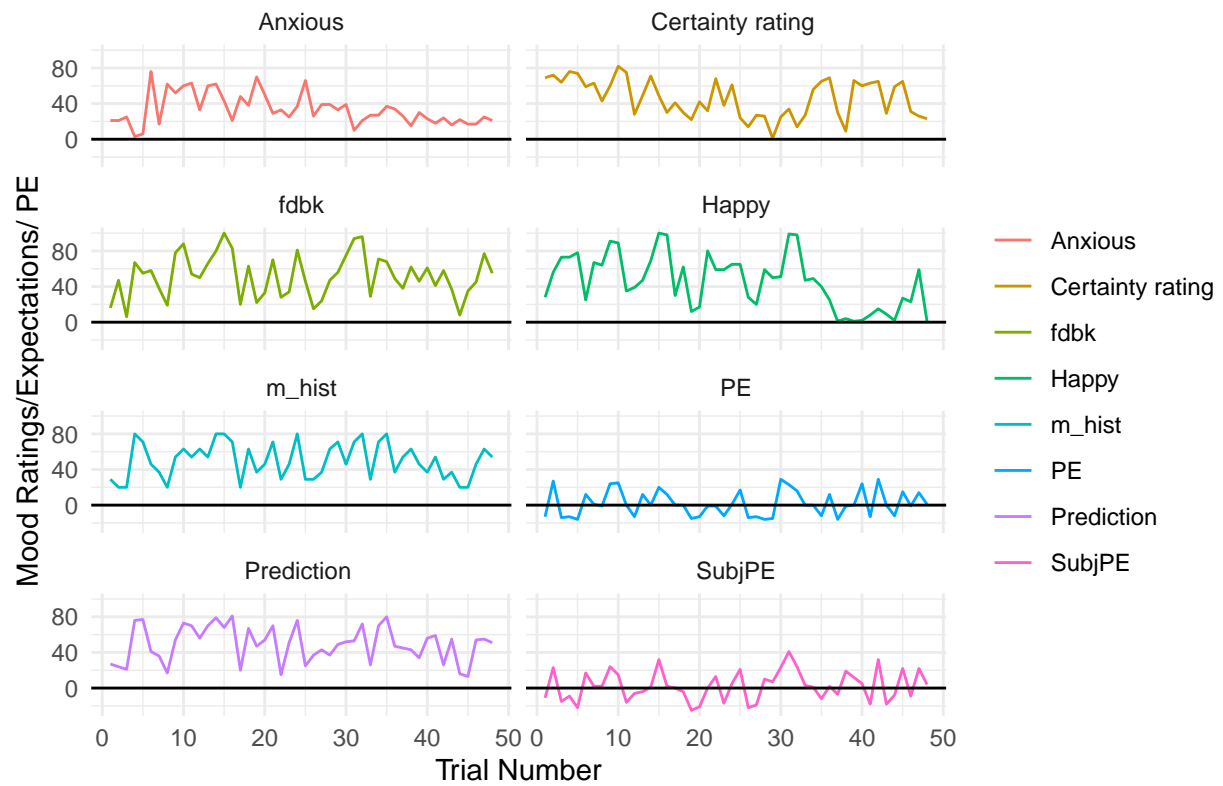 Anxious
Certainty rating
80
40
0
fdbk
Happy
80
40
0
m_hist
PE
80
40
0
Prediction
SubjPE
80
40
0
0 10 20 30 40 50 0 10 20 30 40 50
Trial Number
Mood Ratings/Expectations/ PE
Anxious
Certainty rating
fdbk
Happy
m_hist
PE
Prediction
SubjPE